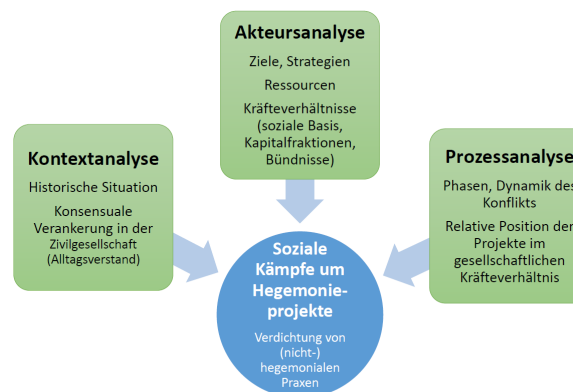 Akteursanalyse
Ziele, Strategien
Ressourcen
Kräfteverhältnisse
(soziale Basis,
Kapitalfraktionen,
Bündnisse)
Kontextanalyse
Historische Situation
Konsensuale
Verankerung in der
Zivilgesellschaft
(Alltagsverstand)
Prozessanalyse
Phasen, Dynamik des
Konflikts
Relative Position der
Projekte im
gesellschaftlichen
Kräfteverhältnis
Soziale
Kämpfe um
Hegemonie-
projekte
Verdichtung von
(nicht-)
hegemonialen
Praxen